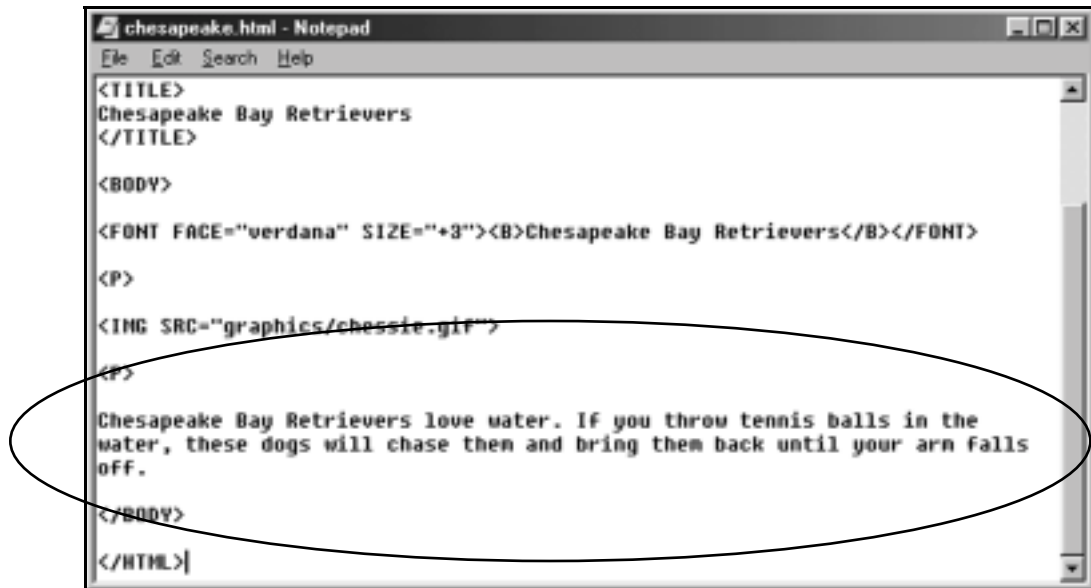 chesapeake.html - Notepad
File Edit Search Help
<TITLE>
Chesapeake Bay Retrievers
</TITLE>
<BODY>
<FONT FACE="verdana" SIZE="+3"><B>Chesapeake Bay Retrievers</B></FONT>
<P>
<IMG SRC="graphics/chessie.gif">
<P>
Chesapeake Bay Retrievers love water. If you throw tennis balls in the
water, these dogs will chase them and bring them back until your arm falls
off.
</BODY>
</HTML>